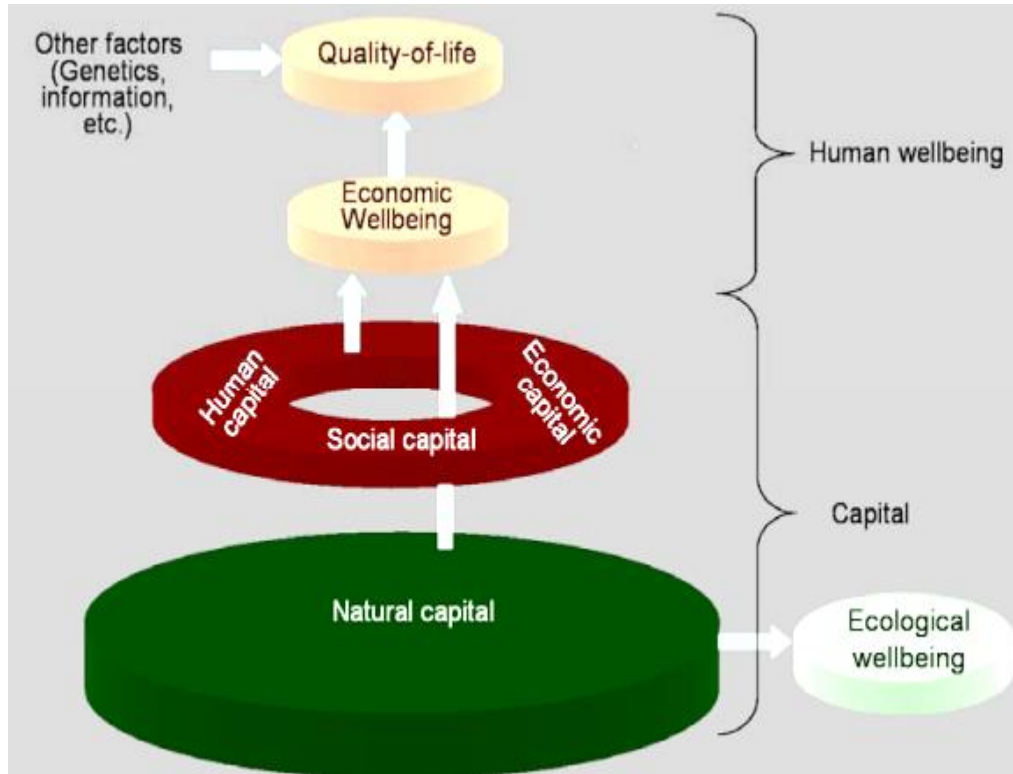 Other factors
(Genetics,
information,
etc.)
Quality-of-life
Human wellbeing
Economic
Wellbeing
Human
capital
Economic
capital
Social capital
Capital
Natural capital
Ecological
wellbeing